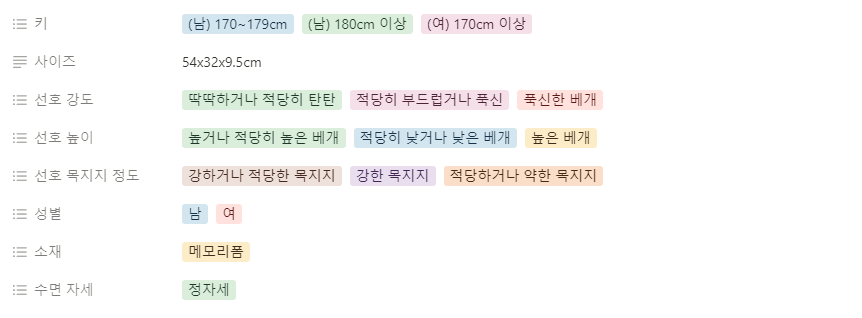 키 (남) 170~179cm (남) 180cm 이상 (여) 170cm 이상
사이즈 54x32x9.5cm
선호 강도 딱딱하거나 적당히 탄탄 적당히 부드럽거나 푹신 푹신한 베개
선호 높이 높거나 적당히 높은 베개 적당히 낮거나 낮은 베개 높은 베개
선호 목지지 정도 강하거나 적당한 목지지 강한 목지지 적당하거나 약한 목지지
성별 남 여
소재 메모리폼
수면 자세 정자세